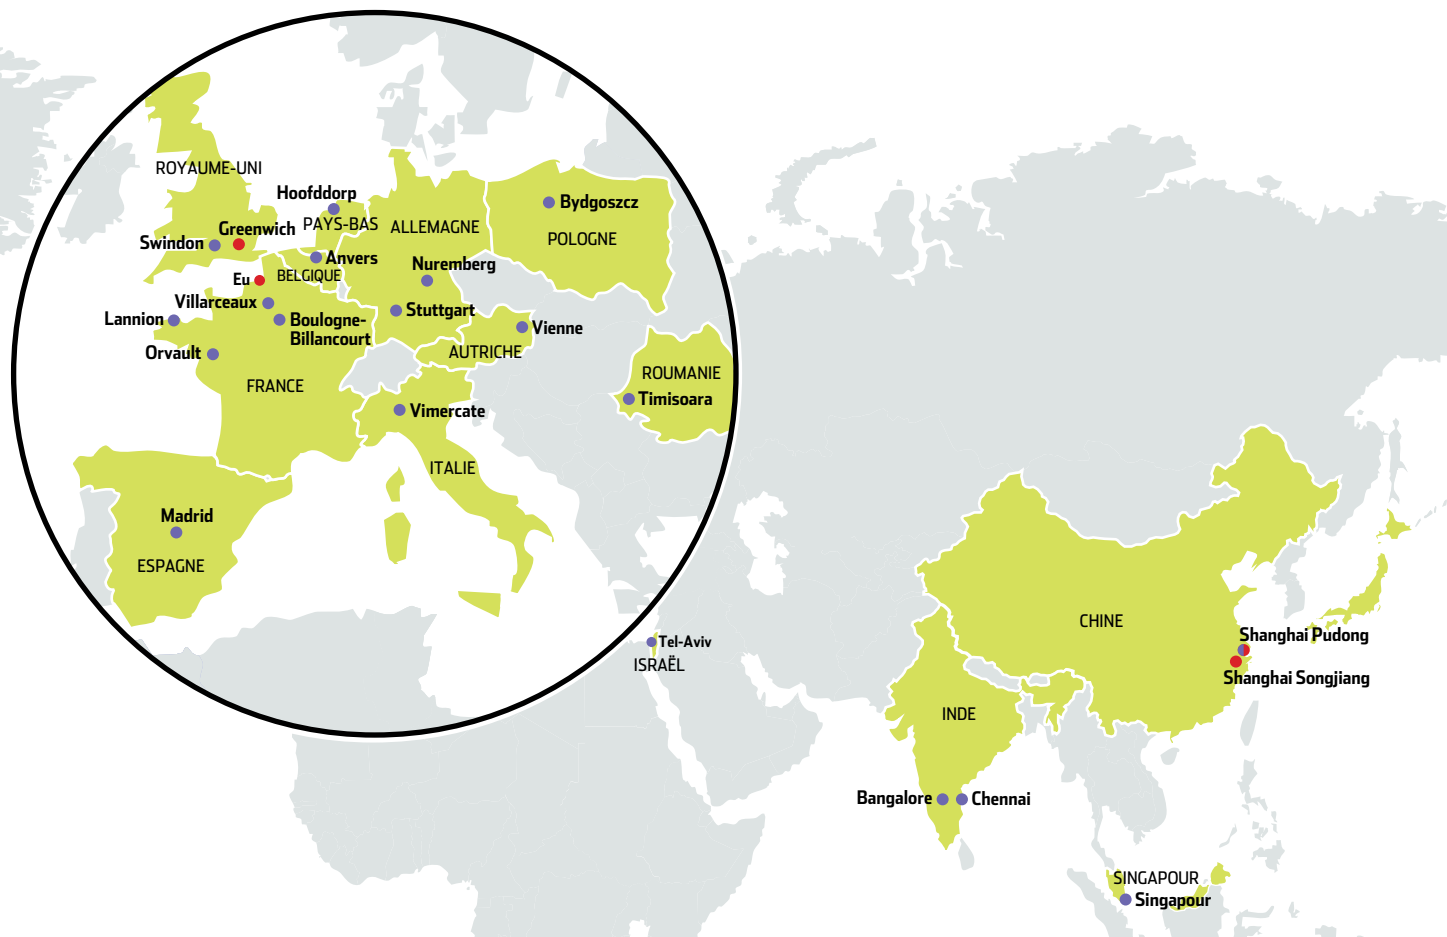 ROYAUME-UNI
Hoofddorp
PAYS-BAS
ALLEMAGNE
Bydgoszcz
POLOGNE
Greenwich
Swindon
Anvers
BELGIQUE
Nuremberg
Eu
Villarceaux
Lannion
Boulogne-
Billancourt
Stuttgart
Vienne
Orvault
AUTRICHE
FRANCE
ROUMANIE
Timisoara
Vimercate
ITALIE
Madrid
ESPAGNE
Tel-Aviv
ISRAËL
CHINE
Shanghai Pudong
Shanghai Songjiang
INDE
Bangalore
Chennai
SINGAPOUR
Singapour